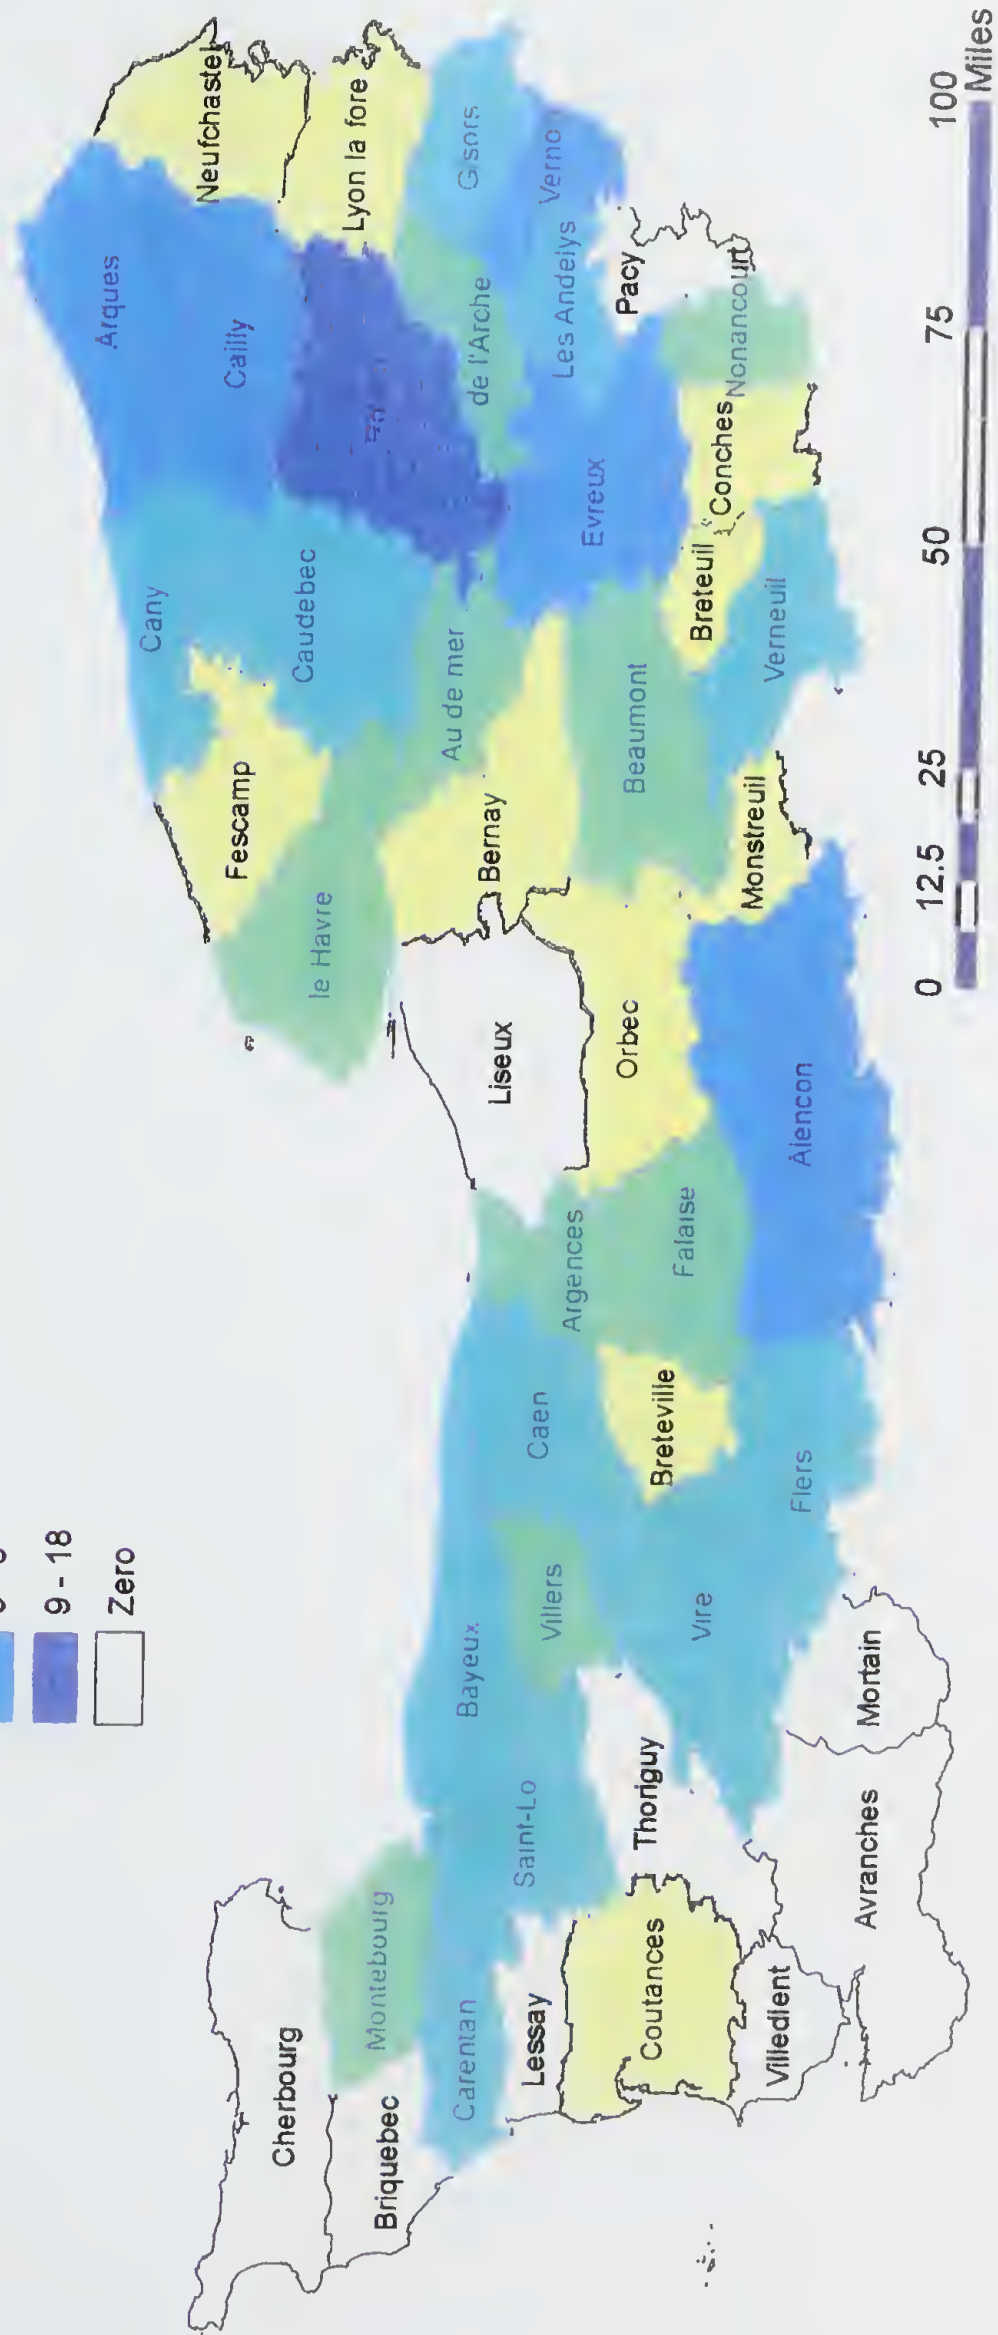 9 - 18
Zero
Neufchastel
Lyon la fore
Gisors
Verno
Arques
Cailly
de l'Arche
Les Andelys
Pacy
Nonancourt
Conches
Evreux
Breteuil
Verneuil
Cany
Caudebec
Au de mer
Beaumont
Fescamp
le Havre
Bernay
Monstreuil
Liseux
Orbec
Alencon
Argences
Falaise
Caen
Breteville
Flers
Bayeux
Villers
Vire
Saint-Lo
Thoriguy
Mortain
Avranches
Montebourg
Carentan
Lessay
Coutances
Villedient
Cherbourg
Briquebec
0 12.5 25 50 75 100
Miles